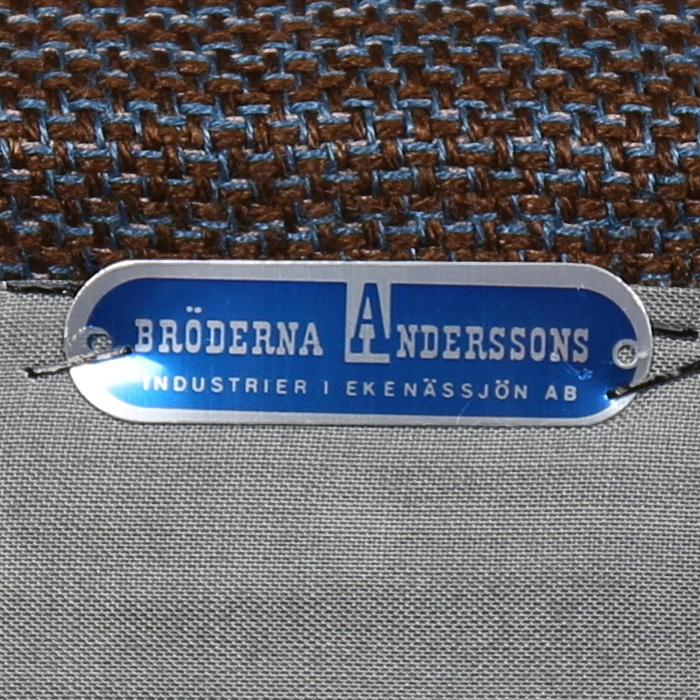 BRÖDERNA ANDERSSONS
INDUSTRIER I EKENÄSSJÖN AB